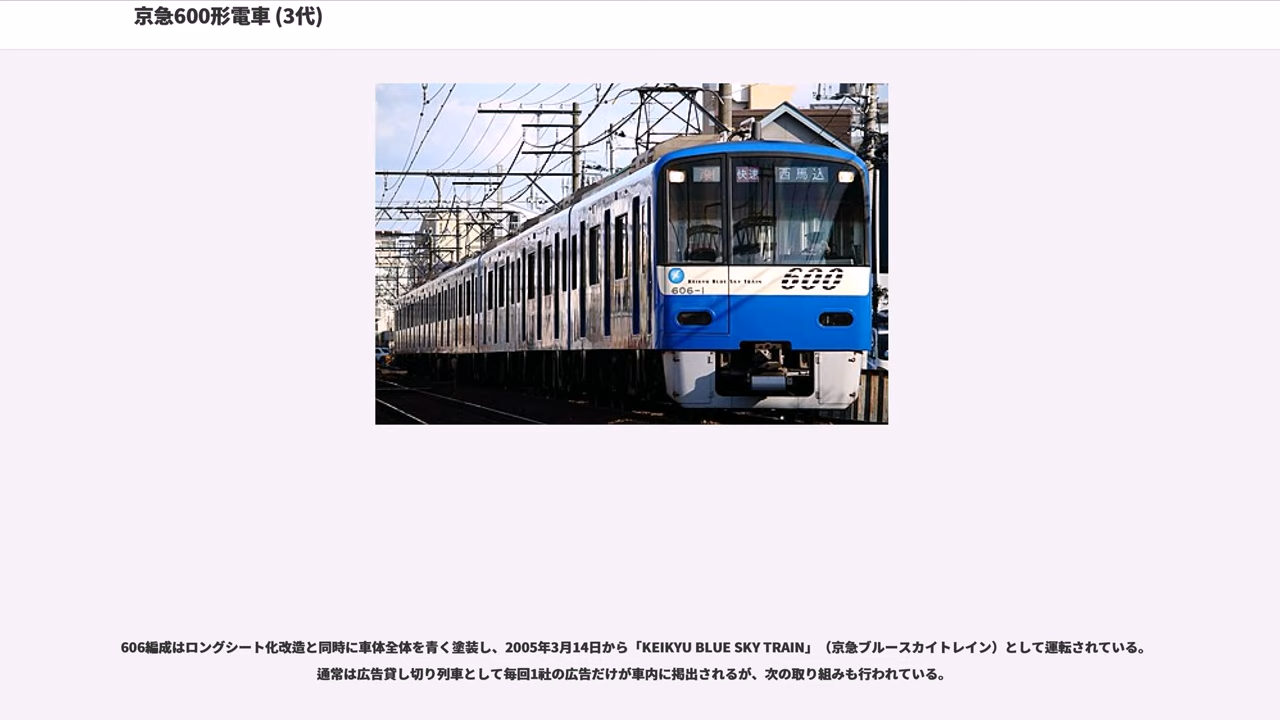 京急600形電車 (3代)
快速
西馬込
KEIKYU BLUE SKY TRAIN
600
606-1
606編成はロングシート化改造と同時に車体全体を青く塗装し、2005年3月14日から「KEIKYU BLUE SKY TRAIN」（京急ブルースカイトレイン）として運転されている。
通常は広告貸し切り列車として毎回1社の広告だけが車内に掲出されるが、次の取り組みも行われている。